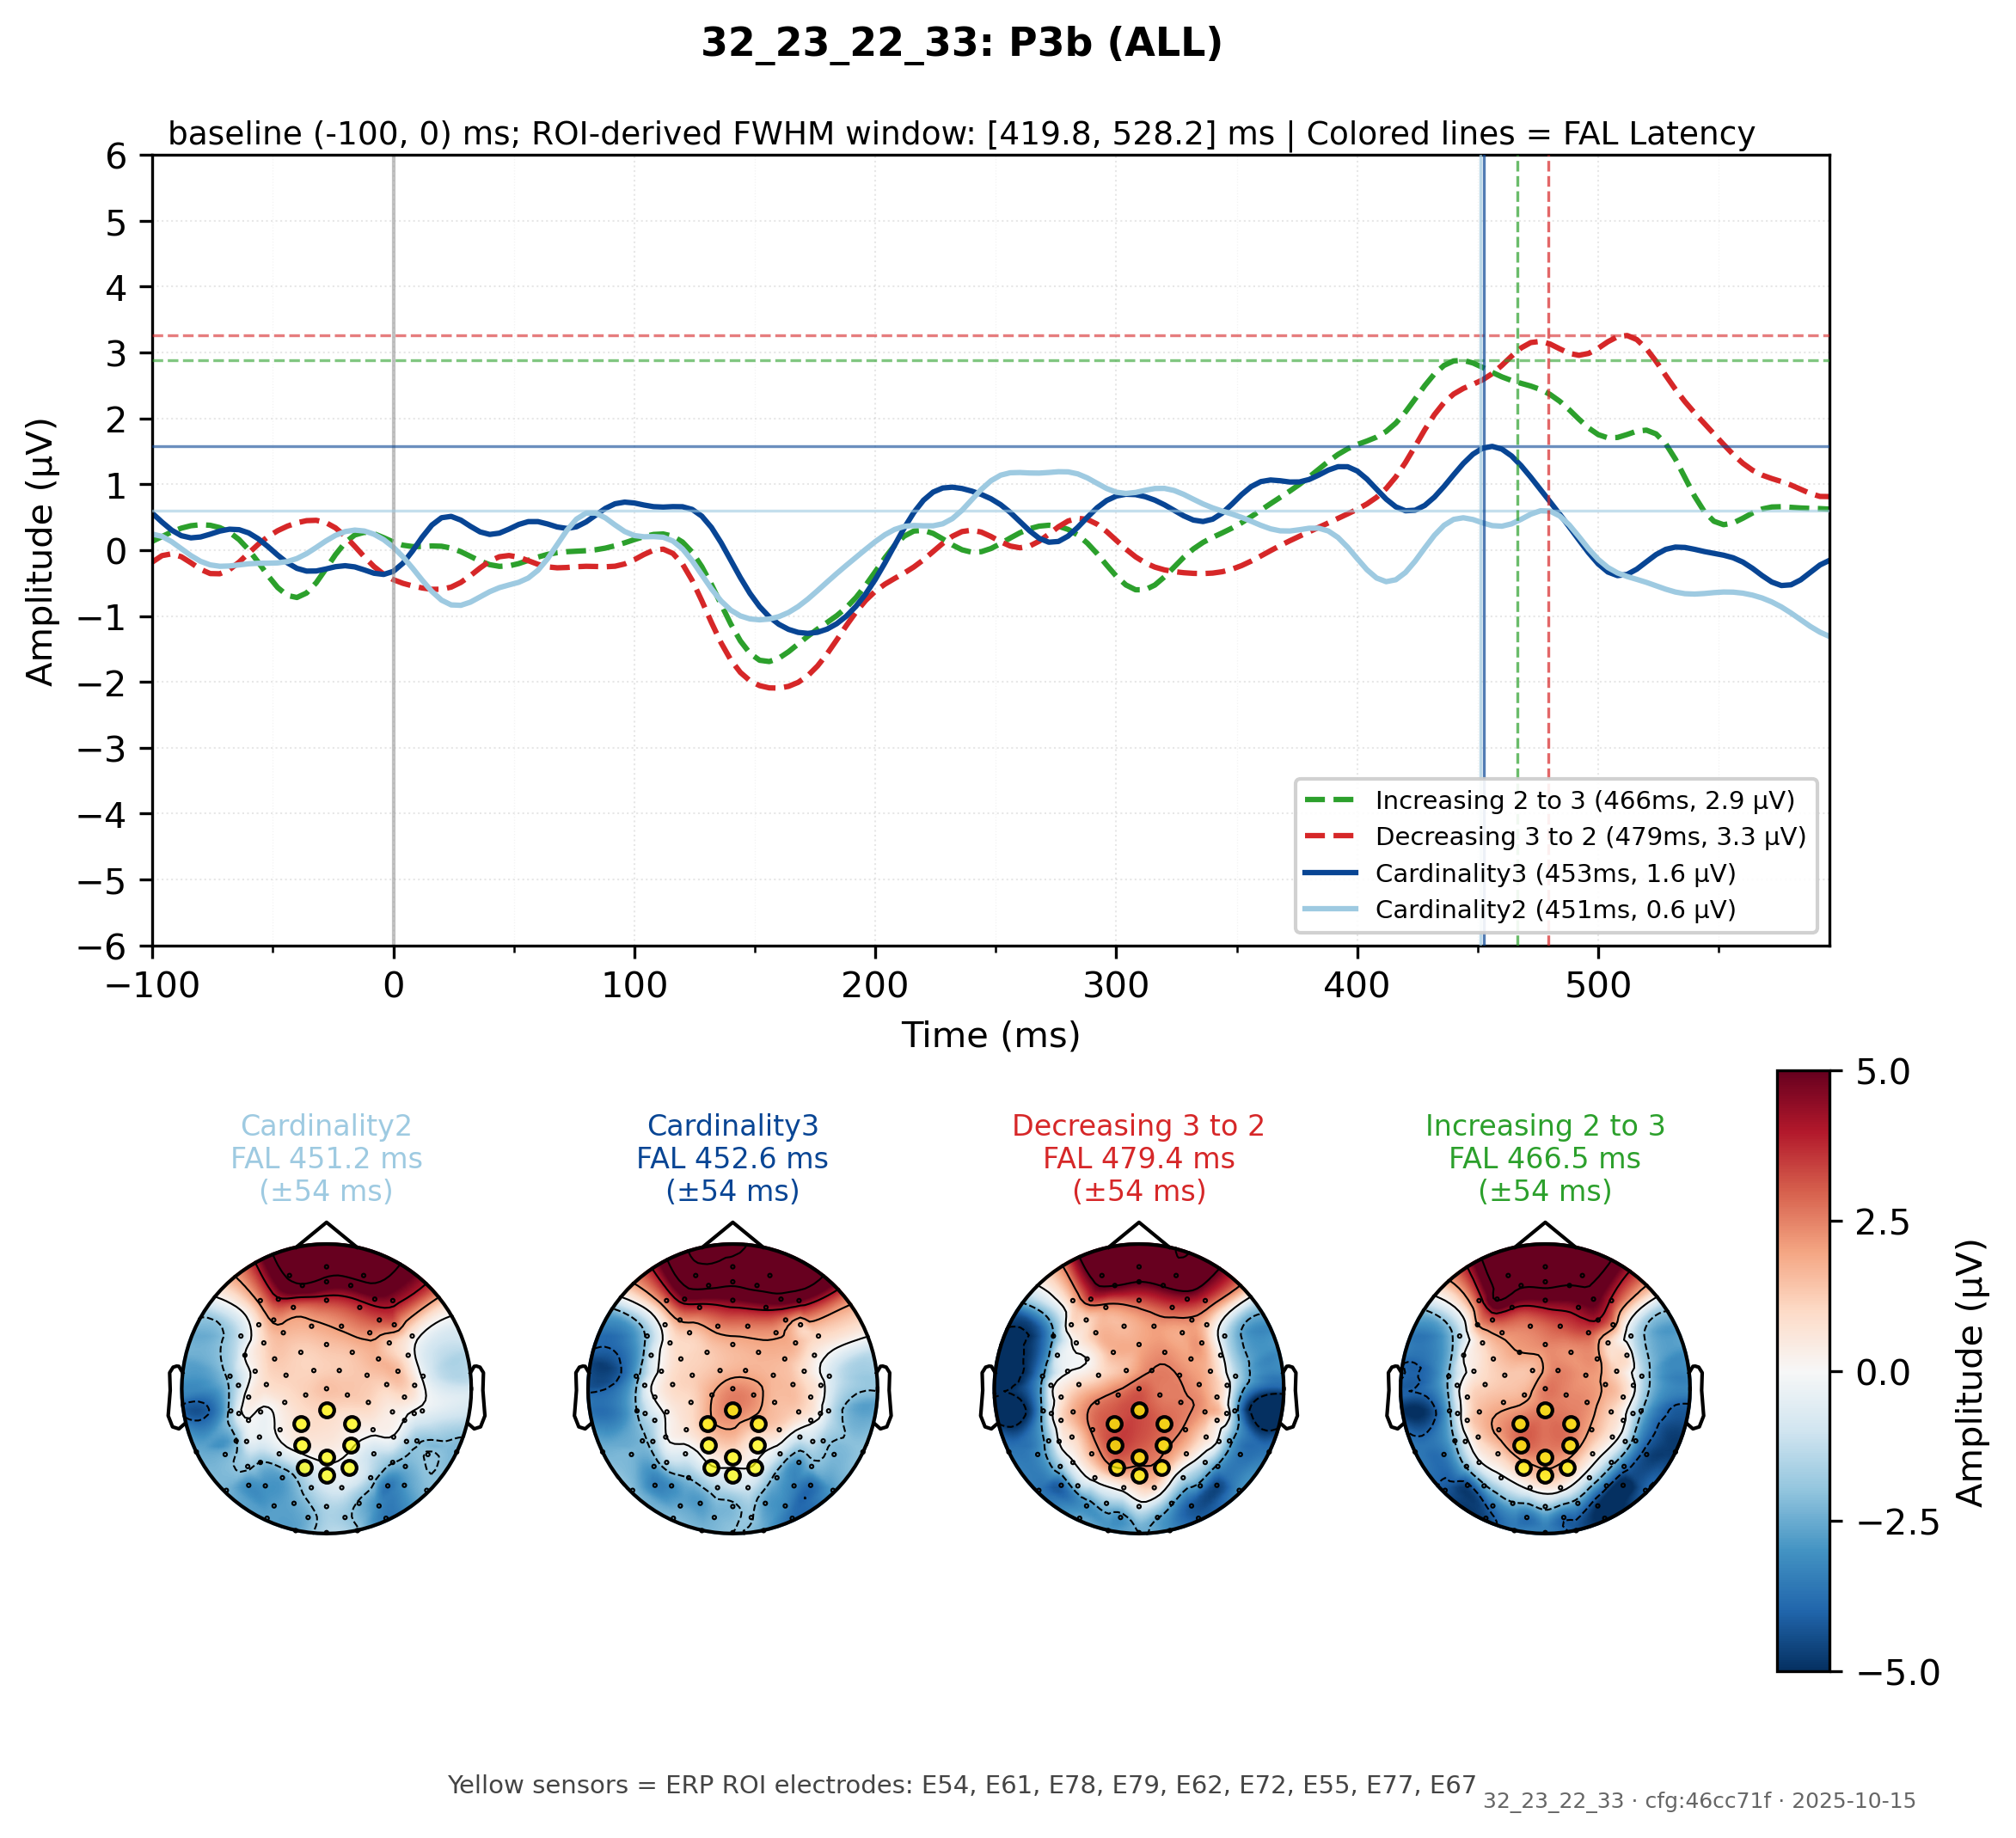 32_23_22_33: P3b (ALL)
baseline (-100, 0) ms; ROI-derived FWHM window: [419.8, 528.2] ms | Colored lines = FAL Latency
6
5
4
3
2
1
0
−1
−2
−3
−4
−5
−6
Amplitude (µV)
Increasing 2 to 3 (466ms, 2.9 µV)
Decreasing 3 to 2 (479ms, 3.3 µV)
Cardinality3 (453ms, 1.6 µV)
Cardinality2 (451ms, 0.6 µV)
−100 0 100 200 300 400 500
Time (ms)
Cardinality2
FAL 451.2 ms
(±54 ms)
Cardinality3
FAL 452.6 ms
(±54 ms)
Decreasing 3 to 2
FAL 479.4 ms
(±54 ms)
Increasing 2 to 3
FAL 466.5 ms
(±54 ms)
5.0
2.5
0.0
−2.5
−5.0
Amplitude (µV)
Yellow sensors = ERP ROI electrodes: E54, E61, E78, E79, E62, E72, E55, E77, E67
32_23_22_33 · cfg:46cc71f · 2025-10-15